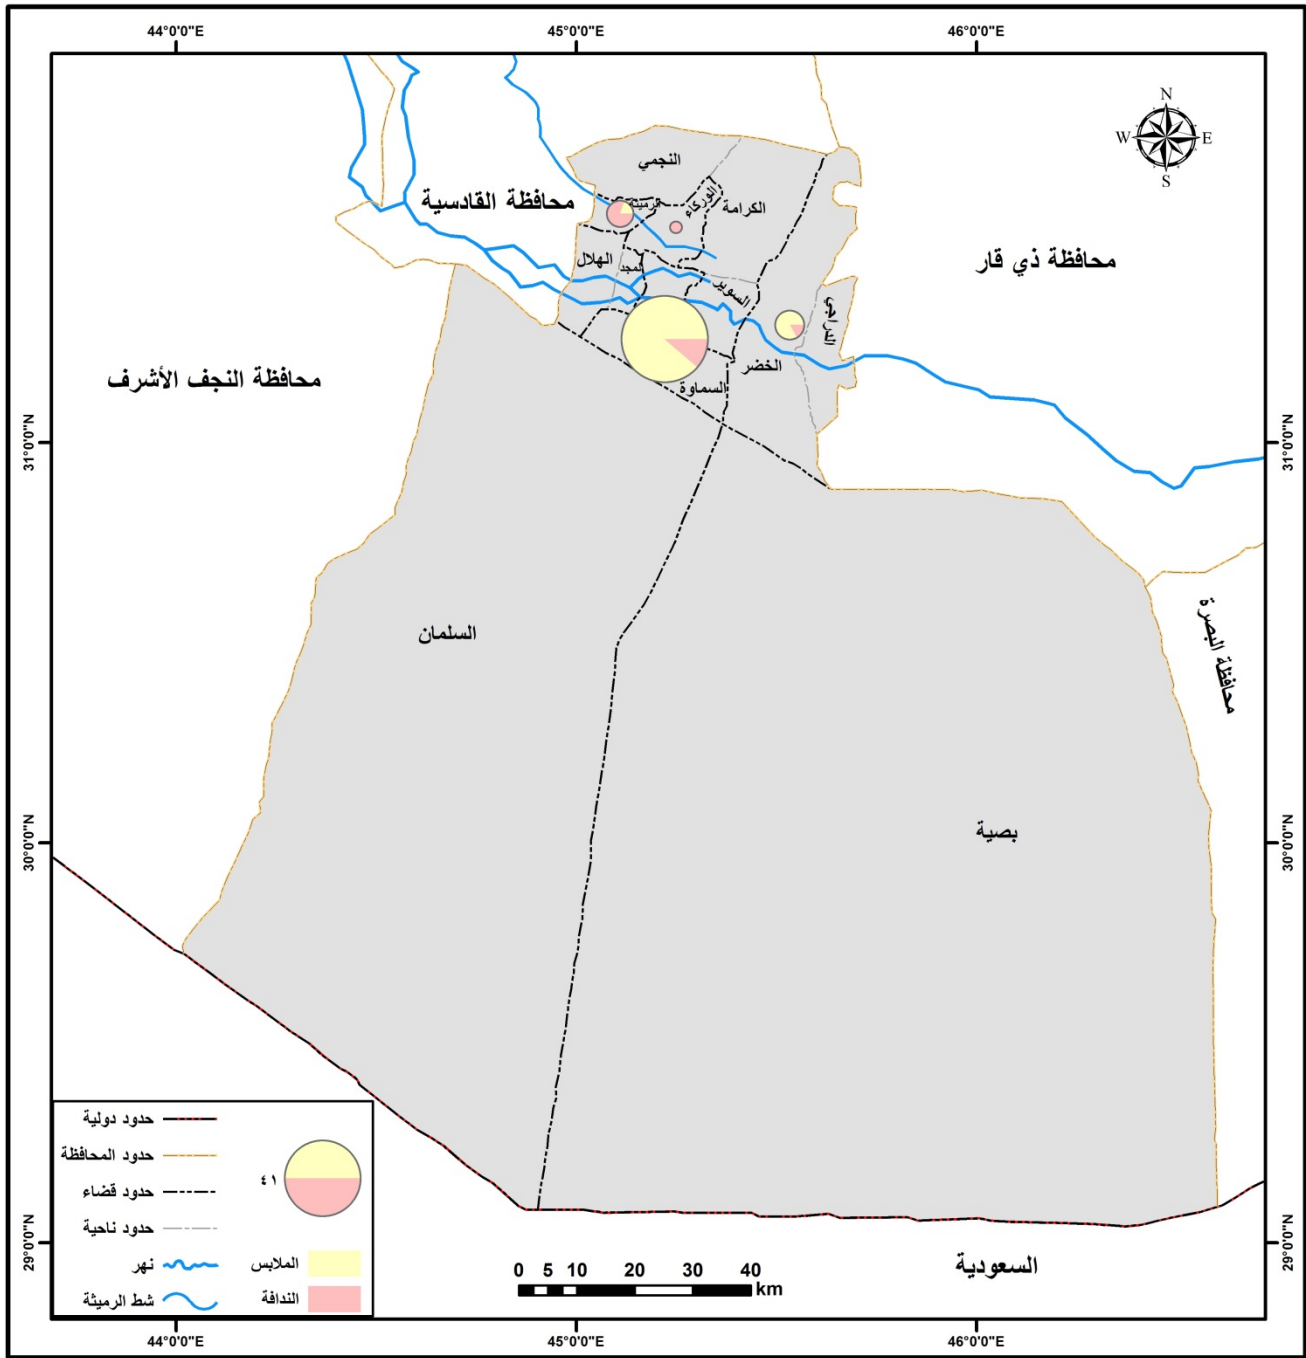 44°0'0"E
45°0'0"E
46°0'0"E
N
W
E
S
النجمي
الوركاء
الرميثة
الكرامة
محافظة القادسية
محافظة ذي قار
الهلال
المجد
السوير
الدراجي
الخضر
السماوة
محافظة النجف الأشرف
31°0'0"N
31°0'0"N
السلمان
محافظة البصرة
بصية
30°0'0"N
30°0'0"N
حدود دولية
حدود المحافظة
٤١
حدود قضاء
حدود ناحية
نهر
الملابس
شط الرميثة
الندافة
29°0'0"N
29°0'0"N
السعودية
0 5 10 20 30 40
km
44°0'0"E
45°0'0"E
46°0'0"E